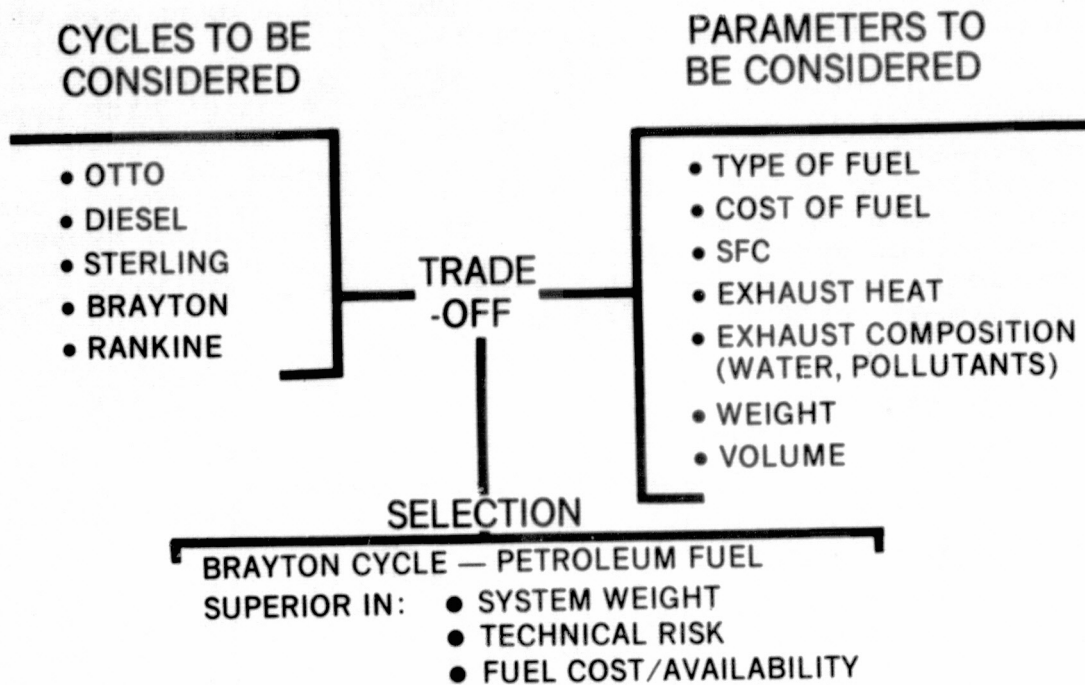 CYCLES TO BE
CONSIDERED
• OTTO
• DIESEL
• STERLING
• BRAYTON
• RANKINE
TRADE
-OFF
PARAMETERS TO
BE CONSIDERED
• TYPE OF FUEL
• COST OF FUEL
• SFC
• EXHAUST HEAT
• EXHAUST COMPOSITION
(WATER, POLLUTANTS)
• WEIGHT
• VOLUME
SELECTION
BRAYTON CYCLE — PETROLEUM FUEL
SUPERIOR IN: • SYSTEM WEIGHT
• TECHNICAL RISK
• FUEL COST/AVAILABILITY